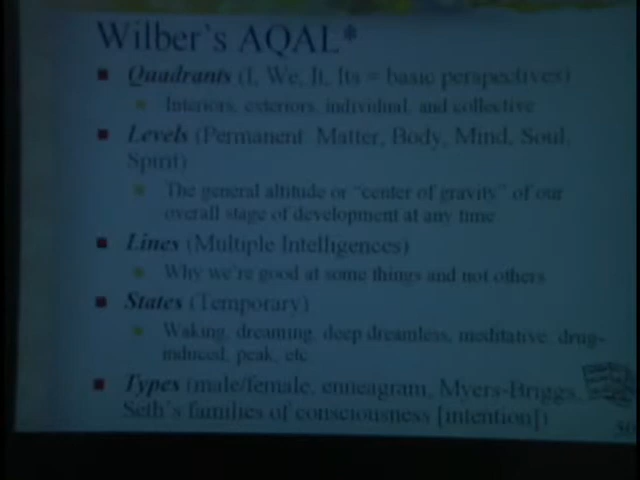 Wilber's AQAL*
Quadrants (I, We, It, Its = basic perspectives)
Interiors, exteriors, individual, and collective
Levels (Permanent Matter, Body, Mind, Soul,
Spirit)
The general altitude or "center of gravity" of our
overall stage of development at any time
Lines (Multiple Intelligences)
Why we're good at some things and not others
States (Temporary)
Waking, dreaming, deep dreamless, meditative, drug-
induced, peak, etc
Types (male/female, enneagram, Myers-Briggs,
Seth's families of consciousness [intention])